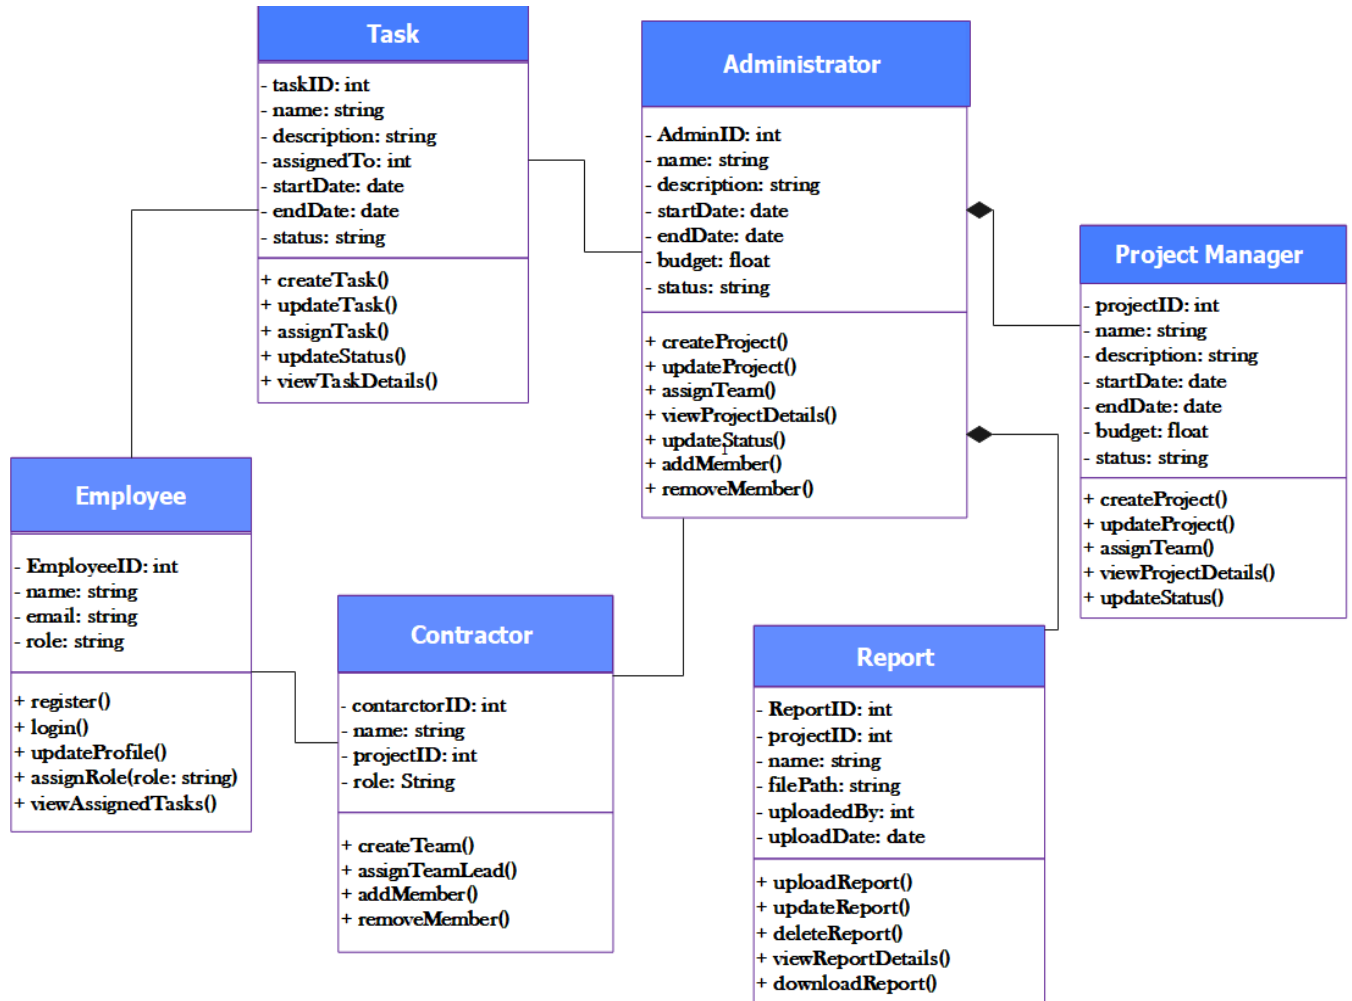 Task
- taskID: int
- name: string
- description: string
- assignedTo: int
- startDate: date
- endDate: date
- status: string
+ createTask()
+ updateTask()
+ assignTask()
+ updateStatus()
+ viewTaskDetails()
Administrator
- AdminID: int
- name: string
- description: string
- startDate: date
- endDate: date
- budget: float
- status: string
+ createProject()
+ updateProject()
+ assignTeam()
+ viewProjectDetails()
+ updateStatus()
+ addMember()
+ removeMember()
Project Manager
- projectID: int
- name: string
- description: string
- startDate: date
- endDate: date
- budget: float
- status: string
+ createProject()
+ updateProject()
+ assignTeam()
+ viewProjectDetails()
+ updateStatus()
Employee
- EmployeeID: int
- name: string
- email: string
- role: string
+ register()
+ login()
+ updateProfile()
+ assignRole(role: string)
+ viewAssignedTasks()
Contractor
- contarctorID: int
- name: string
- projectID: int
- role: String
+ createTeam()
+ assignTeamLead()
+ addMember()
+ removeMember()
Report
- ReportID: int
- projectID: int
- name: string
- filePath: string
- uploadedBy: int
- uploadDate: date
+ uploadReport()
+ updateReport()
+ deleteReport()
+ viewReportDetails()
+ downloadReport()